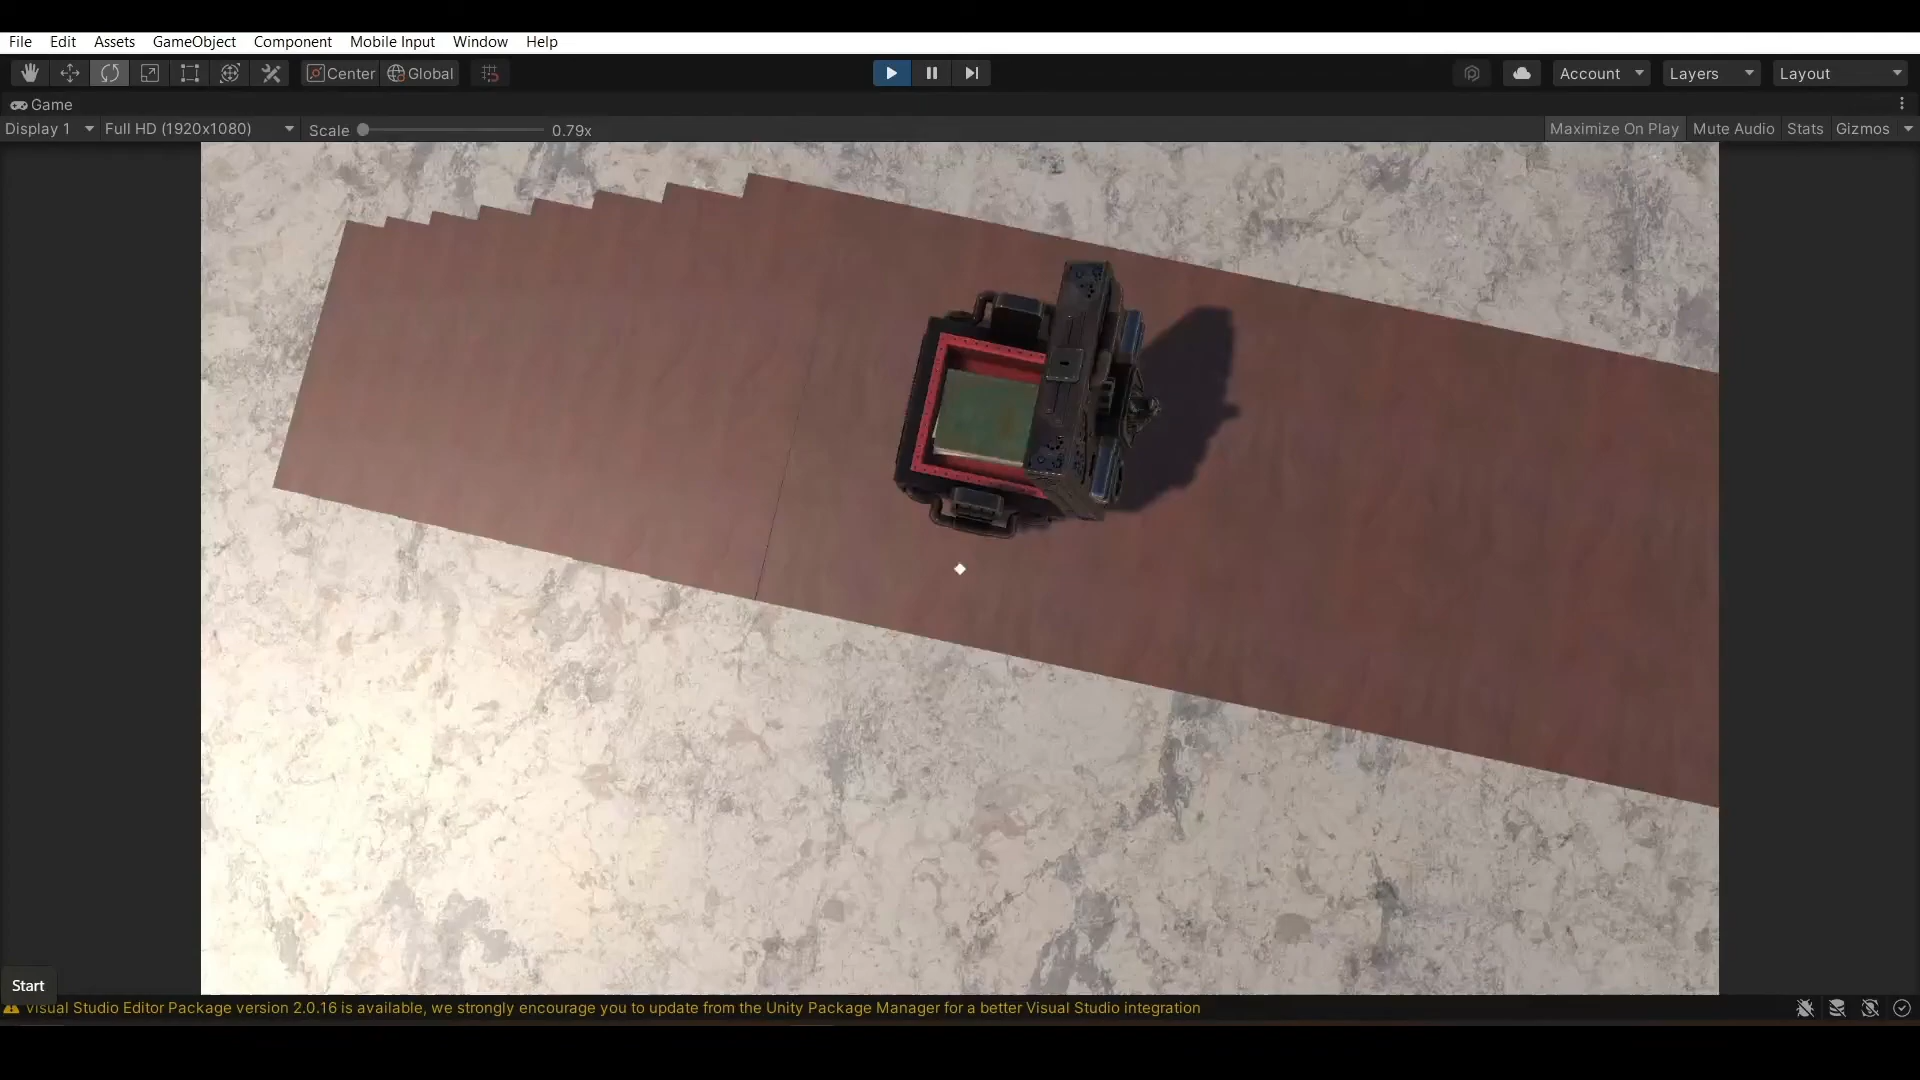 File Edit Assets GameObject Component Mobile Input Window Help
Center Global Account Layers Layout
Game
Display 1 Full HD (1920x1080) Scale 0.79x Maximize On Play Mute Audio Stats Gizmos
Start
Visual Studio Editor Package version 2.0.16 is available, we strongly encourage you to update from the Unity Package Manager for a better Visual Studio integration